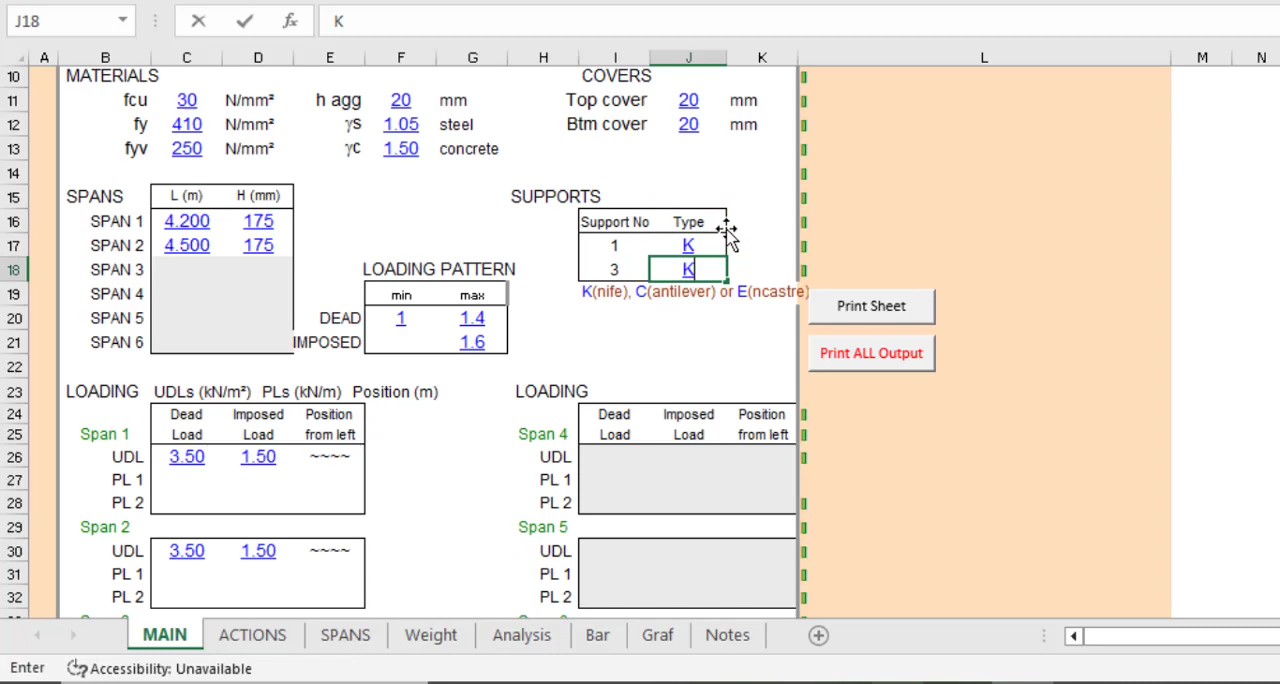 J18 fx K
A B C D E F G H I J K L M N
10 MATERIALS COVERS
11 fcu 30 N/mm² h agg 20 mm Top cover 20 mm
12 fy 410 N/mm² γs 1.05 steel Btm cover 20 mm
13 fyv 250 N/mm² γc 1.50 concrete
14
15 SPANS L (m) H (mm) SUPPORTS
16 SPAN 1 4.200 175 Support No Type
17 SPAN 2 4.500 175 1 K
18 SPAN 3 LOADING PATTERN 3 K
19 SPAN 4 min max K(nife), C(antilever) or E(ncastre)
Print Sheet
20 SPAN 5 DEAD 1 1.4
21 SPAN 6 IMPOSED 1.6
Print ALL Output
22
23 LOADING UDLs (kN/m²) PLs (kN/m) Position (m) LOADING
24 Dead Imposed Position Dead Imposed Position
25 Span 1 Load Load from left Span 4 Load Load from left
26 UDL 3.50 1.50 ~~~~ UDL
27 PL 1 PL 1
28 PL 2 PL 2
29 Span 2 Span 5
30 UDL 3.50 1.50 ~~~~ UDL
31 PL 1 PL 1
32 PL 2 PL 2
MAIN ACTIONS SPANS Weight Analysis Bar Graf Notes
Enter Accessibility: Unavailable